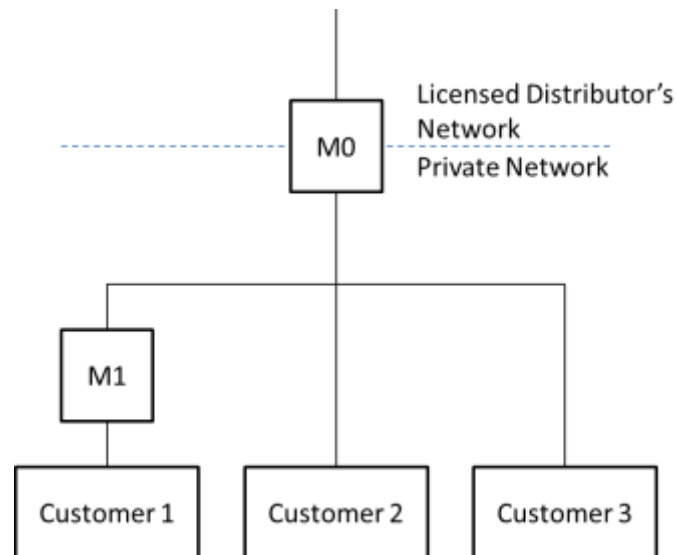 Licensed Distributor's
Network
M0
Private Network
M1
Customer 1
Customer 2
Customer 3